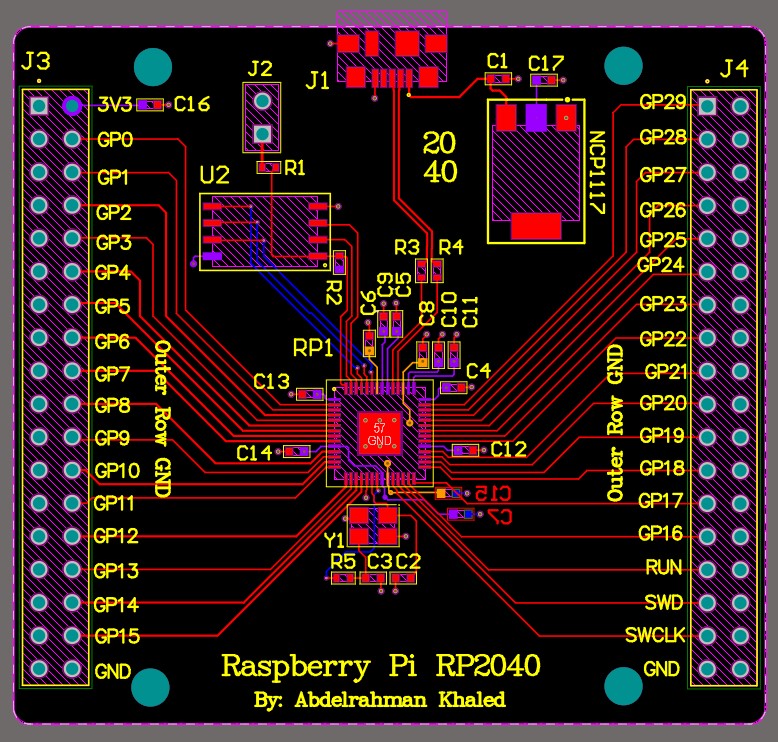 J3
J2
J1
C1
C17
J4
3V3
C16
GP0
GP1
GP2
GP3
GP4
GP5
GP6
GP7
GP8
GP9
GP10
GP11
GP12
GP13
GP14
GP15
GND
Outer Row GND
U2
R1
R2
20
40
NCP1117
R3
R4
C9
C5
C6
C8
C10
C11
RP1
C13
C4
C14
C12
57
GND
C15
C7
Y1
R5
C3
C2
Outer Row GND
GP29
GP28
GP27
GP26
GP25
GP24
GP23
GP22
GP21
GP20
GP19
GP18
GP17
GP16
RUN
SWD
SWCLK
GND
Raspberry Pi RP2040
By: Abdelrahman Khaled